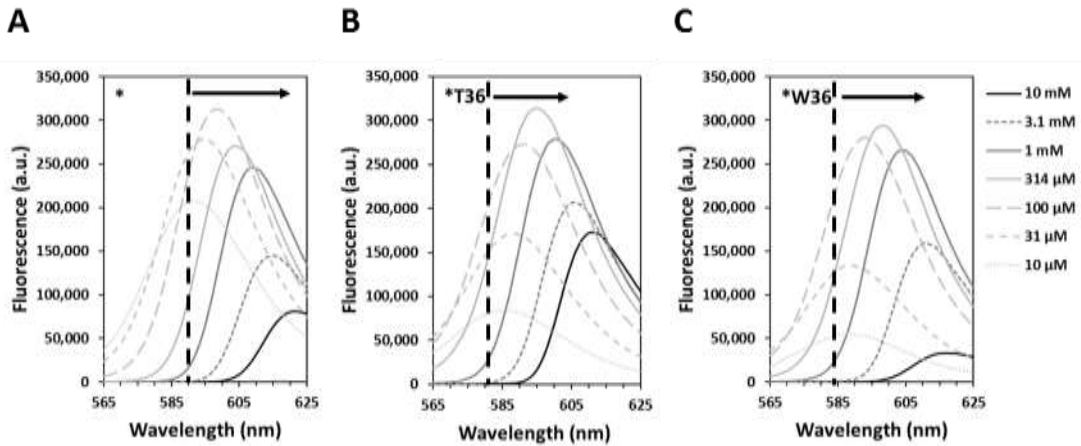 A
B
C
350,000
300,000
250,000
200,000
150,000
100,000
50,000
0
Fluorescence (a.u.)
*
565
585
605
625
Wavelength (nm)
350,000
300,000
250,000
200,000
150,000
100,000
50,000
0
Fluorescence (a.u.)
*T36
565
585
605
625
Wavelength (nm)
350,000
300,000
250,000
200,000
150,000
100,000
50,000
0
Fluorescence (a.u.)
*W36
565
585
605
625
Wavelength (nm)
10 mM
3.1 mM
1 mM
314 µM
100 µM
31 µM
10 µM